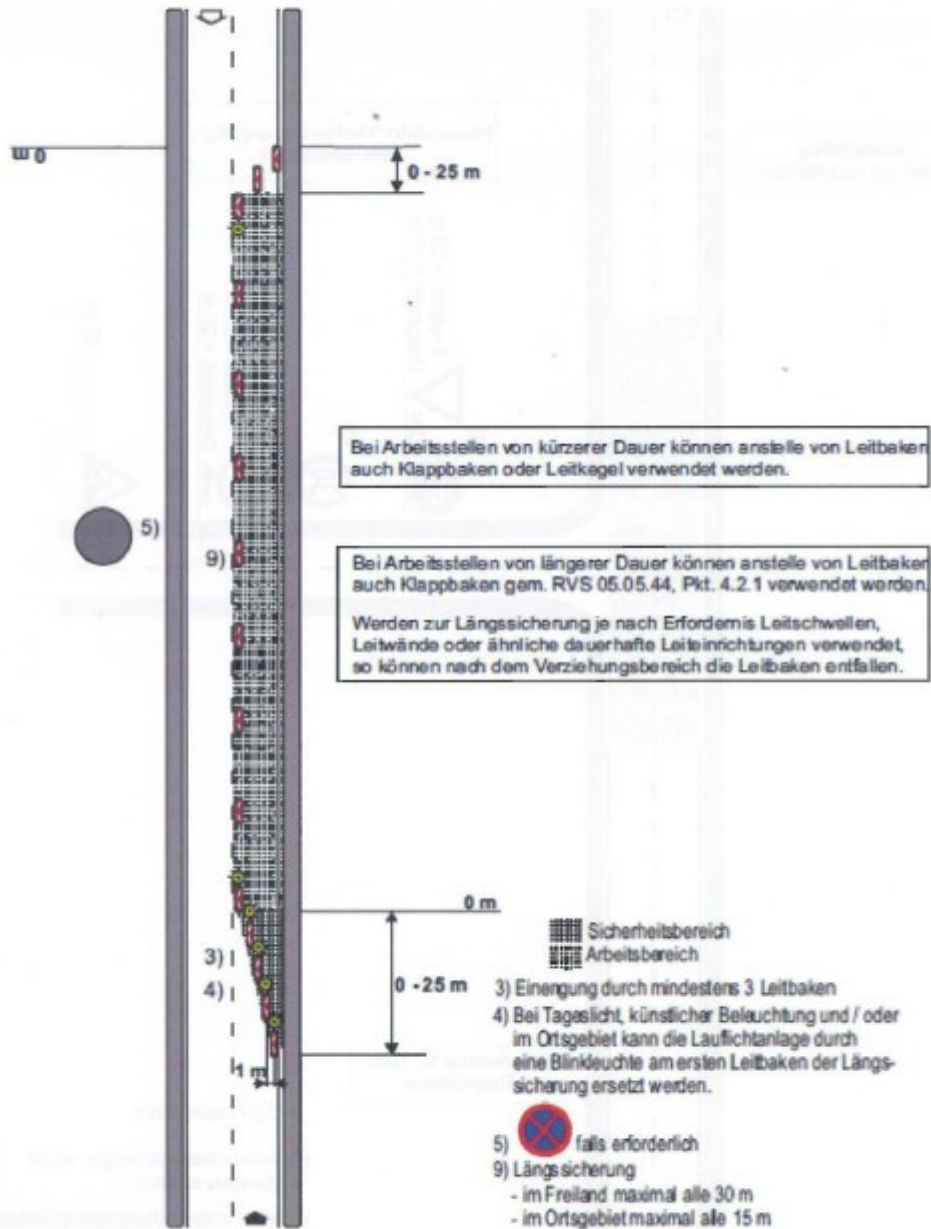 0 m
0 - 25 m
Bei Arbeitsstellen von kürzerer Dauer können anstelle von Leitbaken
auch Klappbaken oder Leitkegel verwendet werden.
5)
9)
Bei Arbeitsstellen von längerer Dauer können anstelle von Leitbaken
auch Klappbaken gem. RVS 05.05.44, Pkt. 4.2.1 verwendet werden.
Werden zur Längssicherung je nach Erfordernis Leitschwellen,
Leitwände oder ähnliche dauerhafte Leiteinrichtungen verwendet,
so können nach dem Verziehungsbereich die Leitbaken entfallen.
0 m
Sicherheitsbereich
Arbeitsbereich
3)
4)
0 - 25 m
1 m
3) Einengung durch mindestens 3 Leitbaken
4) Bei Tageslicht, künstlicher Beleuchtung und / oder
im Ortsgebiet kann die Lauflichtanlage durch
eine Blinkleuchte am ersten Leitbaken der Längs-
sicherung ersetzt werden.
5) falls erforderlich
9) Längssicherung
- im Freiland maximal alle 30 m
- im Ortsgebiet maximal alle 15 m